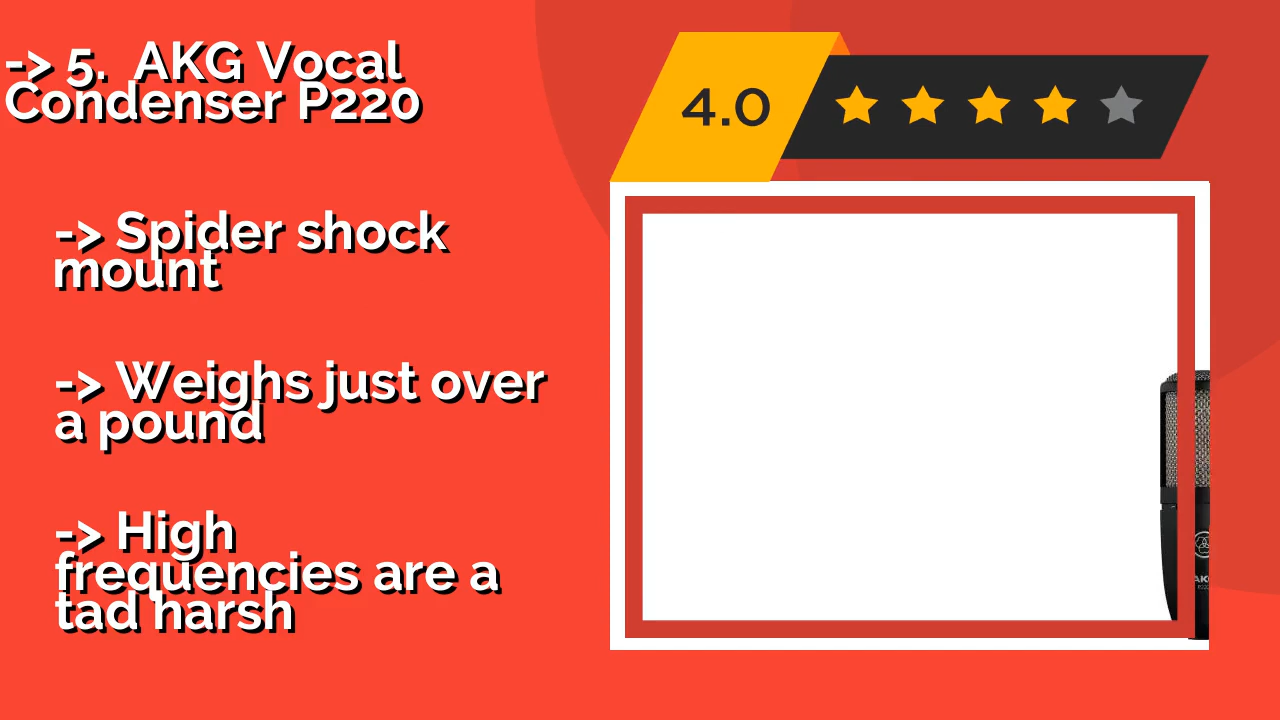 -> 5.  AKG Vocal
Condenser P220
4.0
-> Spider shock
mount
-> Weighs just over
a pound
-> High
frequencies are a
tad harsh